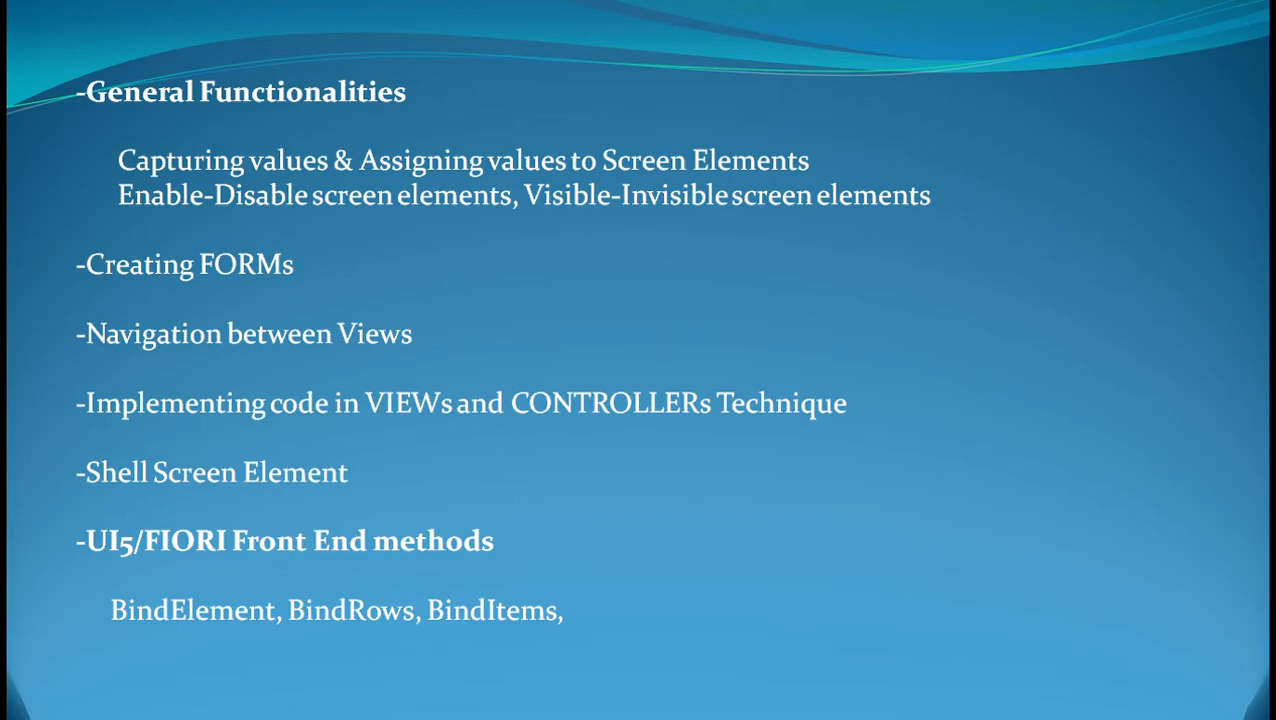 -General Functionalities
Capturing values & Assigning values to Screen Elements
Enable-Disable screen elements, Visible-Invisible screen elements
-Creating FORMs
-Navigation between Views
-Implementing code in VIEWs and CONTROLLERs Technique
-Shell Screen Element
-UI5/FIORI Front End methods
BindElement, BindRows, BindItems,